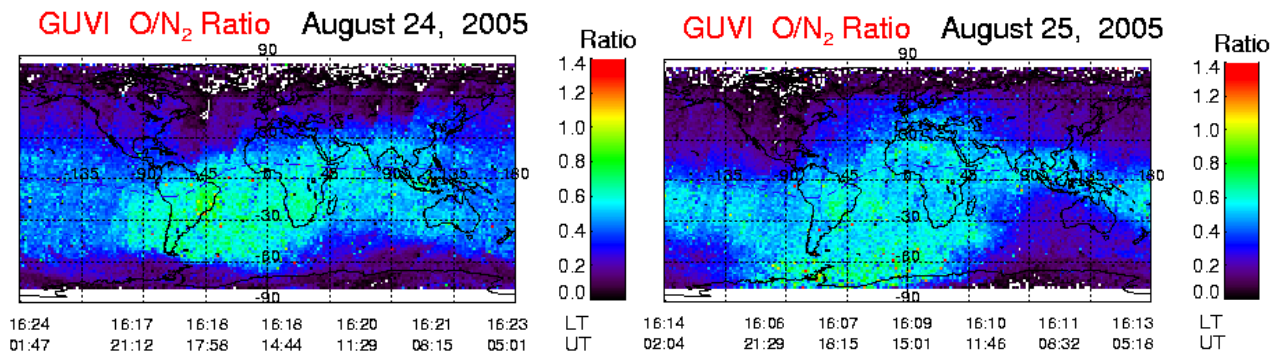 GUVI O/N2 Ratio August 24, 2005
Ratio
90
1.4
1.2
1.0
0.8
0.6
0.4
0.2
0.0
-135 -90 -45 45 90 135 180
-30
-60
-90
16:24 16:17 16:18 16:18 16:20 16:21 16:23 LT
01:47 21:12 17:58 14:44 11:29 08:15 05:01 UT
GUVI O/N2 Ratio August 25, 2005
Ratio
90
1.4
1.2
1.0
0.8
0.6
0.4
0.2
0.0
-135 -90 -45 45 90 135 180
-30
-60
-90
16:14 16:06 16:07 16:09 16:10 16:11 16:13 LT
02:04 21:29 18:15 15:01 11:46 08:32 05:18 UT